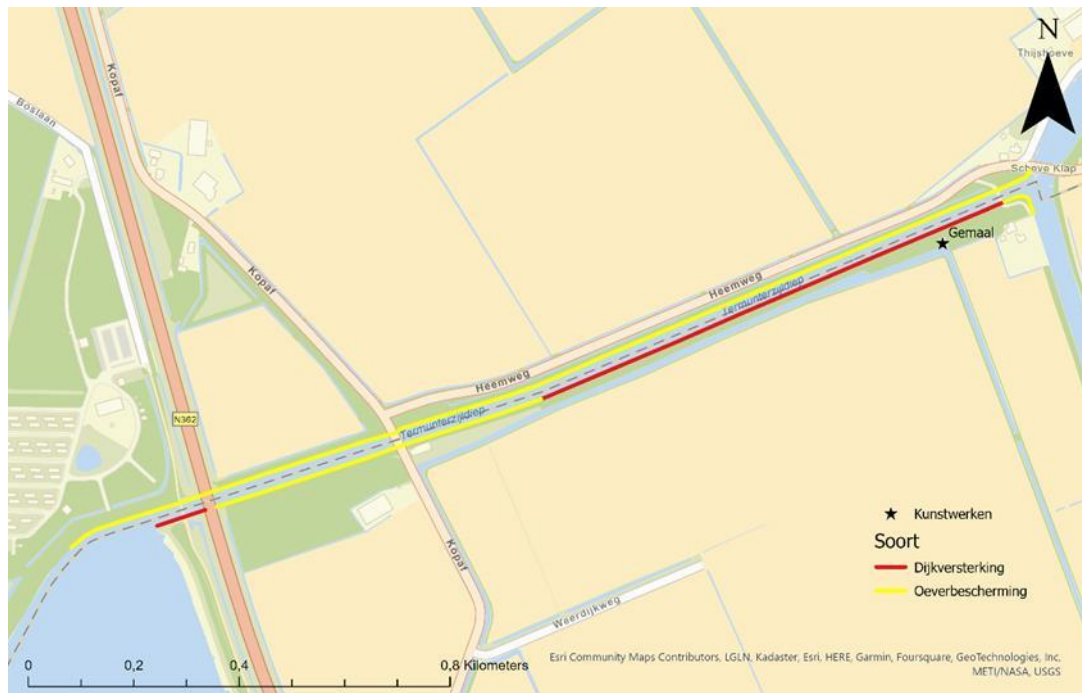 N
Thijshoeve
Kopaf
Boslaan
Scheve Klap
Gemaal
Kopaf
Heemweg
Termunterzijldiep
Heemweg
Termunterzijldiep
N362
Kunstwerken
Soort
Dijkversterking
Kopaf
Oeverbescherming
Weerdijkweg
0 0,2 0,4 0,8 Kilometers
Esri Community Maps Contributors, LGLN, Kadaster, Esri, HERE, Garmin, Foursquare, GeoTechnologies, Inc,
METI/NASA, USGS